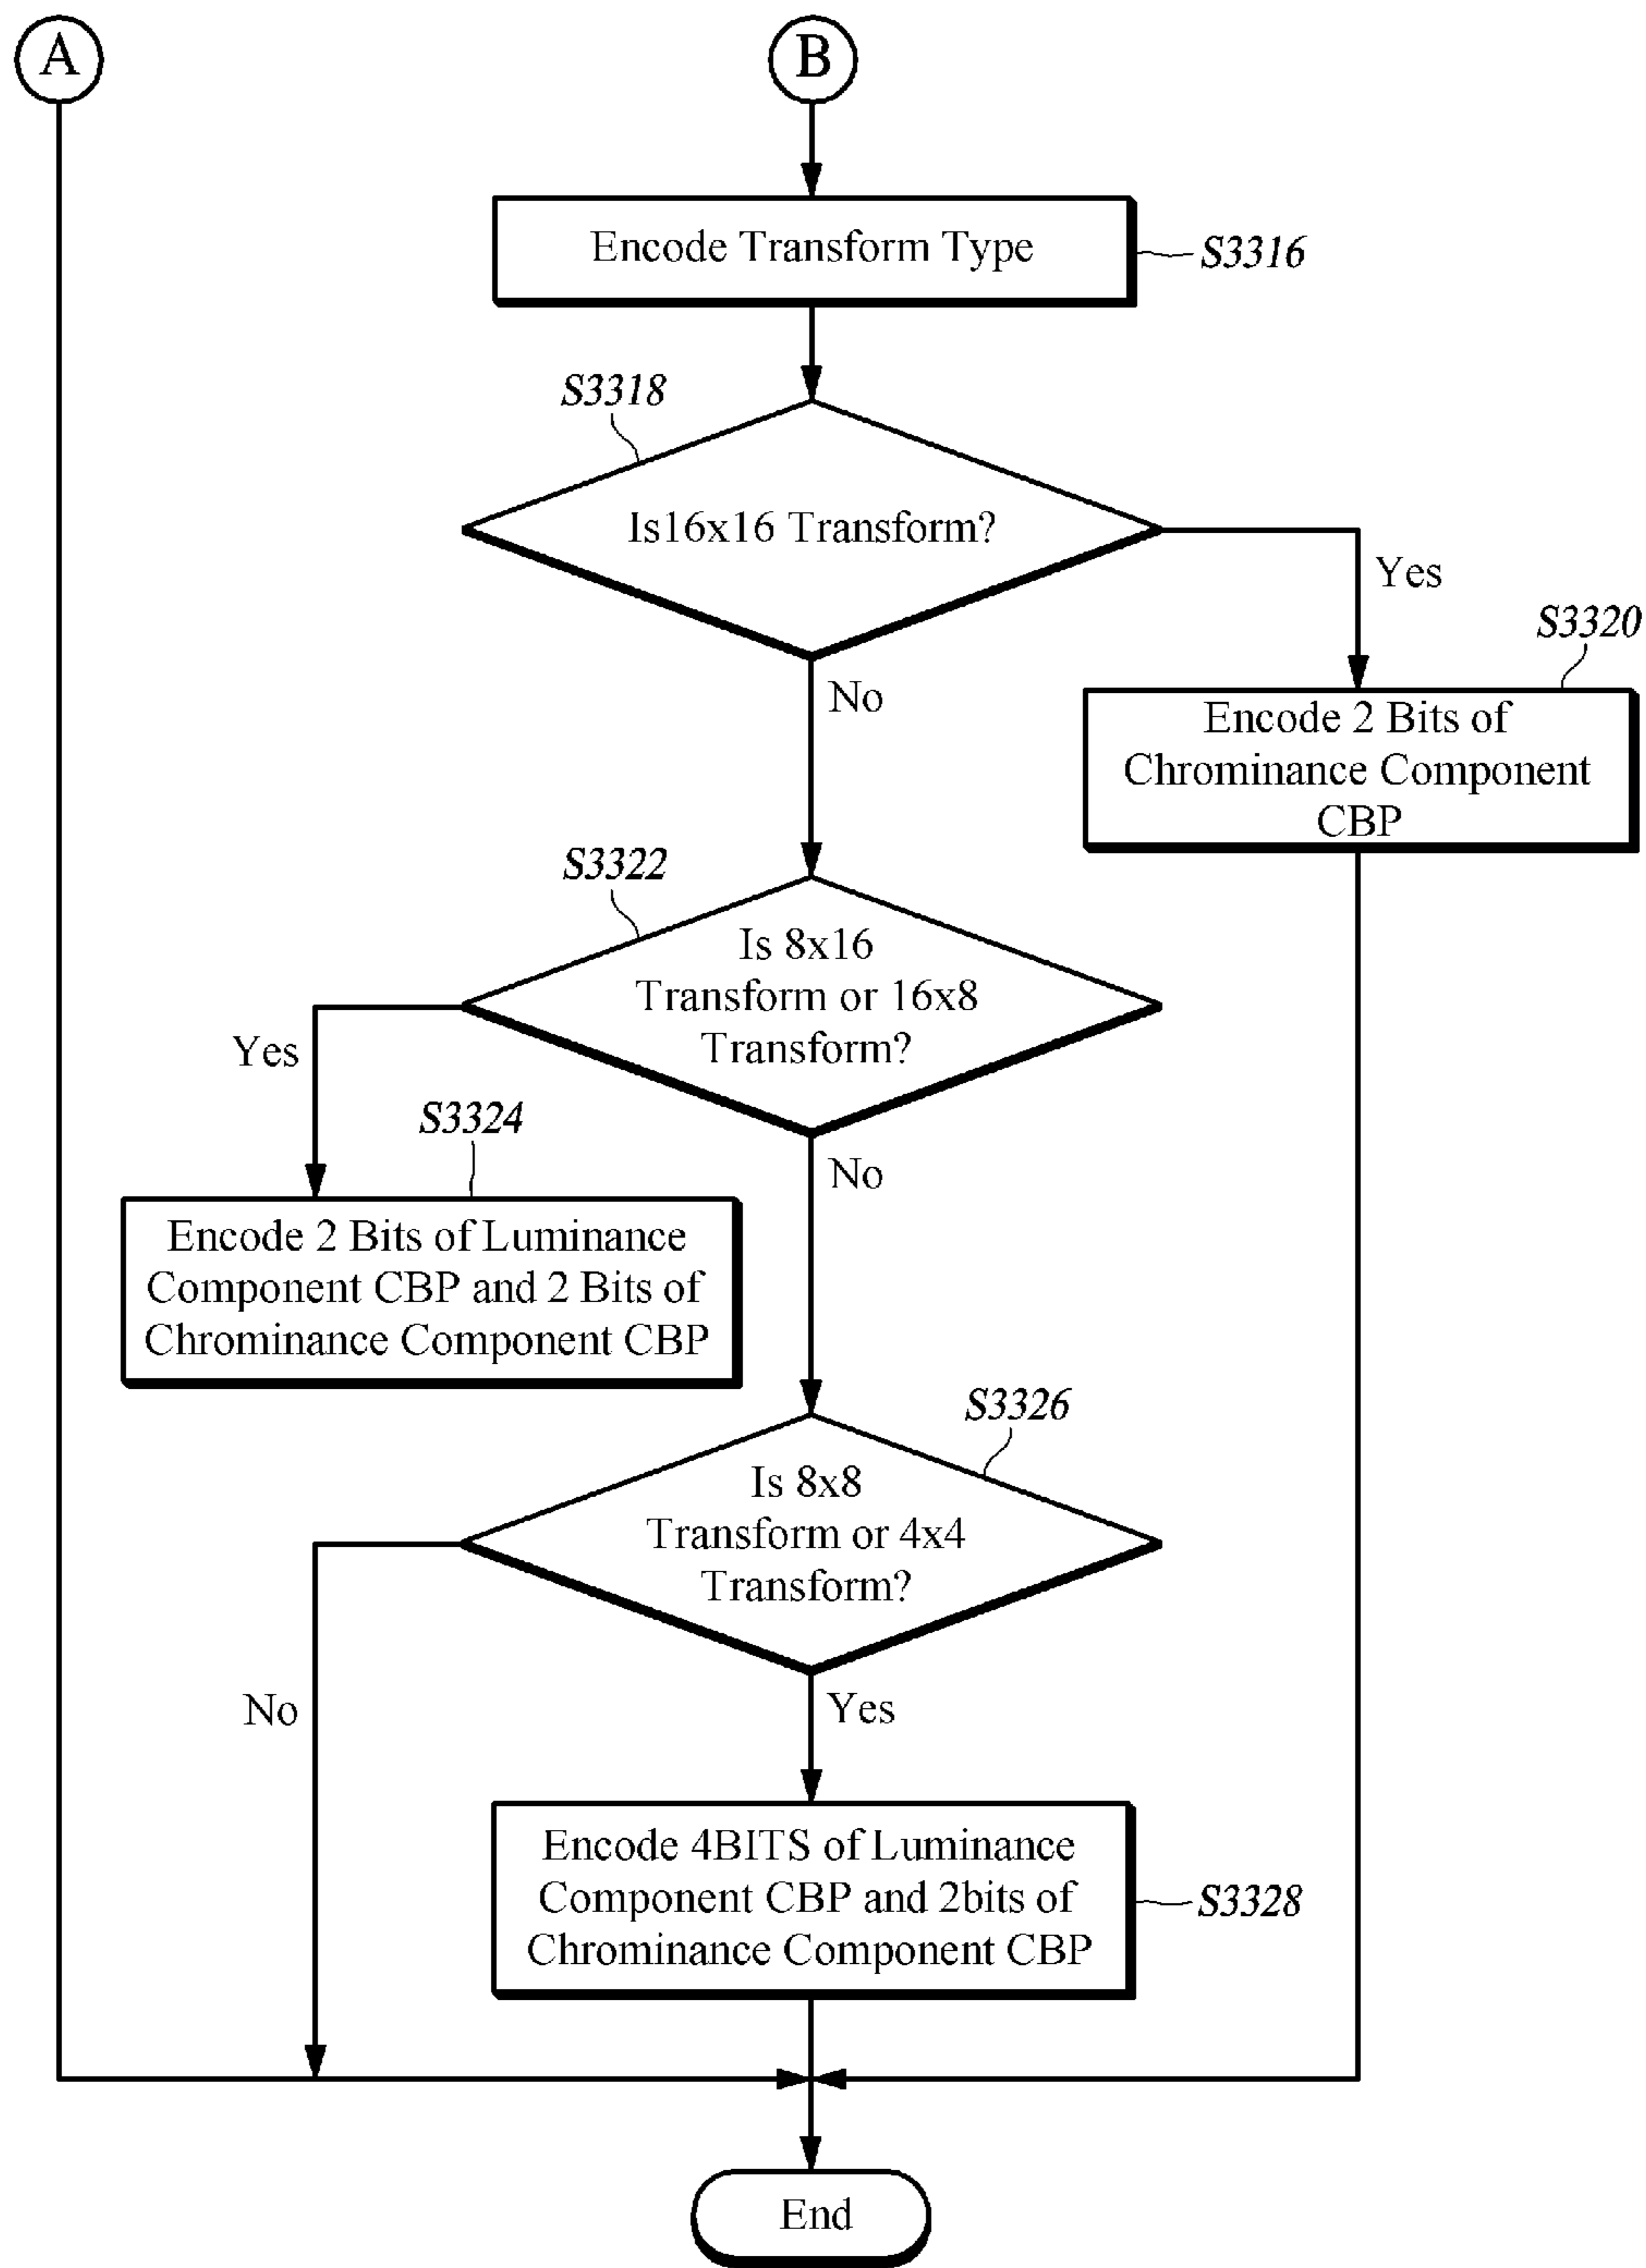 A
B
Encode Transform Type
S3316
S3318
Is16x16 Transform?
Yes
S3320
No
Encode 2 Bits of
Chrominance Component
CBP
S3322
Is 8x16
Transform or 16x8
Transform?
Yes
S3324
No
Encode 2 Bits of Luminance
Component CBP and 2 Bits of
Chrominance Component CBP
S3326
Is 8x8
Transform or 4x4
Transform?
No
Yes
Encode 4BITS of Luminance
Component CBP and 2bits of
Chrominance Component CBP
S3328
End